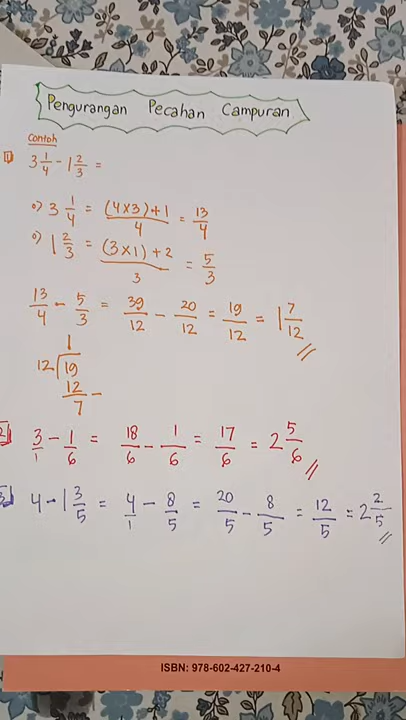 Pengurangan Pecahan Campuran
Contoh
1 3 1/4 - 1 2/3 =
o) 3 1/4 = (4x3)+1/4 = 13/4
o) 1 2/3 = (3x1)+2/3 = 5/3
13/4 - 5/3 = 39/12 - 20/12 = 19/12 = 1 7/12 //
1
12 √19
12 -
7
2 3/1 - 1/6 = 18/6 - 1/6 = 17/6 = 2 5/6 //
3 4 - 1 3/5 = 4/1 - 8/5 = 20/5 - 8/5 = 12/5 = 2 2/5 //
ISBN: 978-602-427-210-4